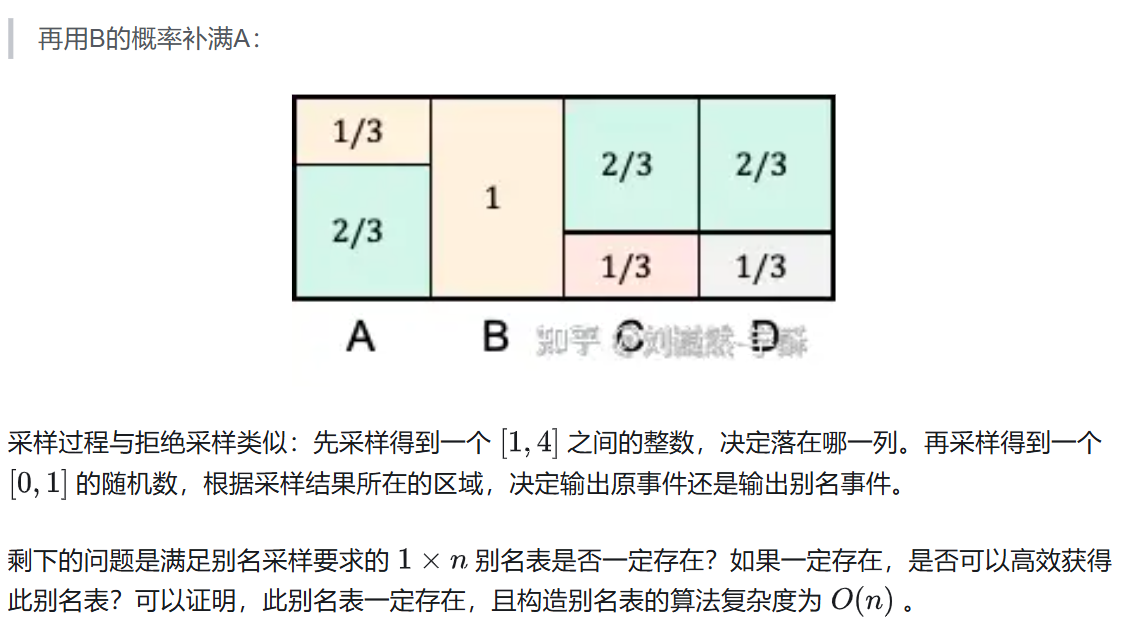 再用B的概率补满A：
1/3
2/3
2/3
1
2/3
1/3
1/3
A B C D
知乎
采样过程与拒绝采样类似：先采样得到一个 [1, 4] 之间的整数，决定落在哪一列。再采样得到一个
[0, 1] 的随机数，根据采样结果所在的区域，决定输出原事件还是输出别名事件。
剩下的问题是满足别名采样要求的 1 × n 别名表是否一定存在？如果一定存在，是否可以高效获得
此别名表？可以证明，此别名表一定存在，且构造别名表的算法复杂度为 O(n) 。